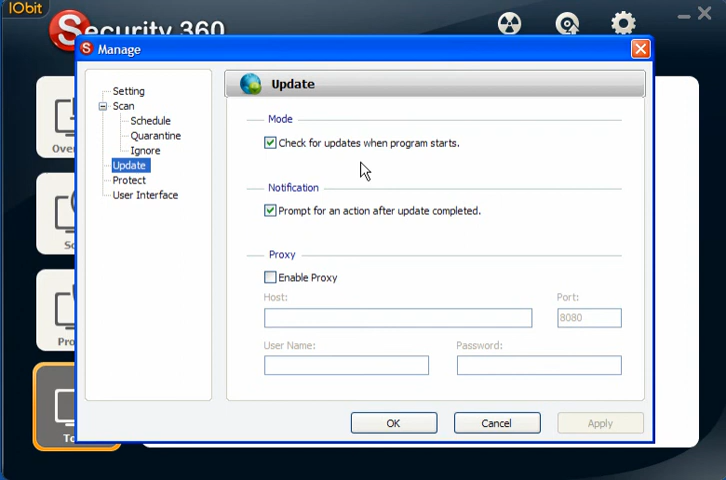 IObit
Security 360
Manage
Setting
Scan
Schedule
Quarantine
Ignore
Update
Protect
User Interface
Update
Mode
Check for updates when program starts.
Notification
Prompt for an action after update completed.
Proxy
Enable Proxy
Host:
Port:
8080
User Name:
Password:
OK
Cancel
Apply